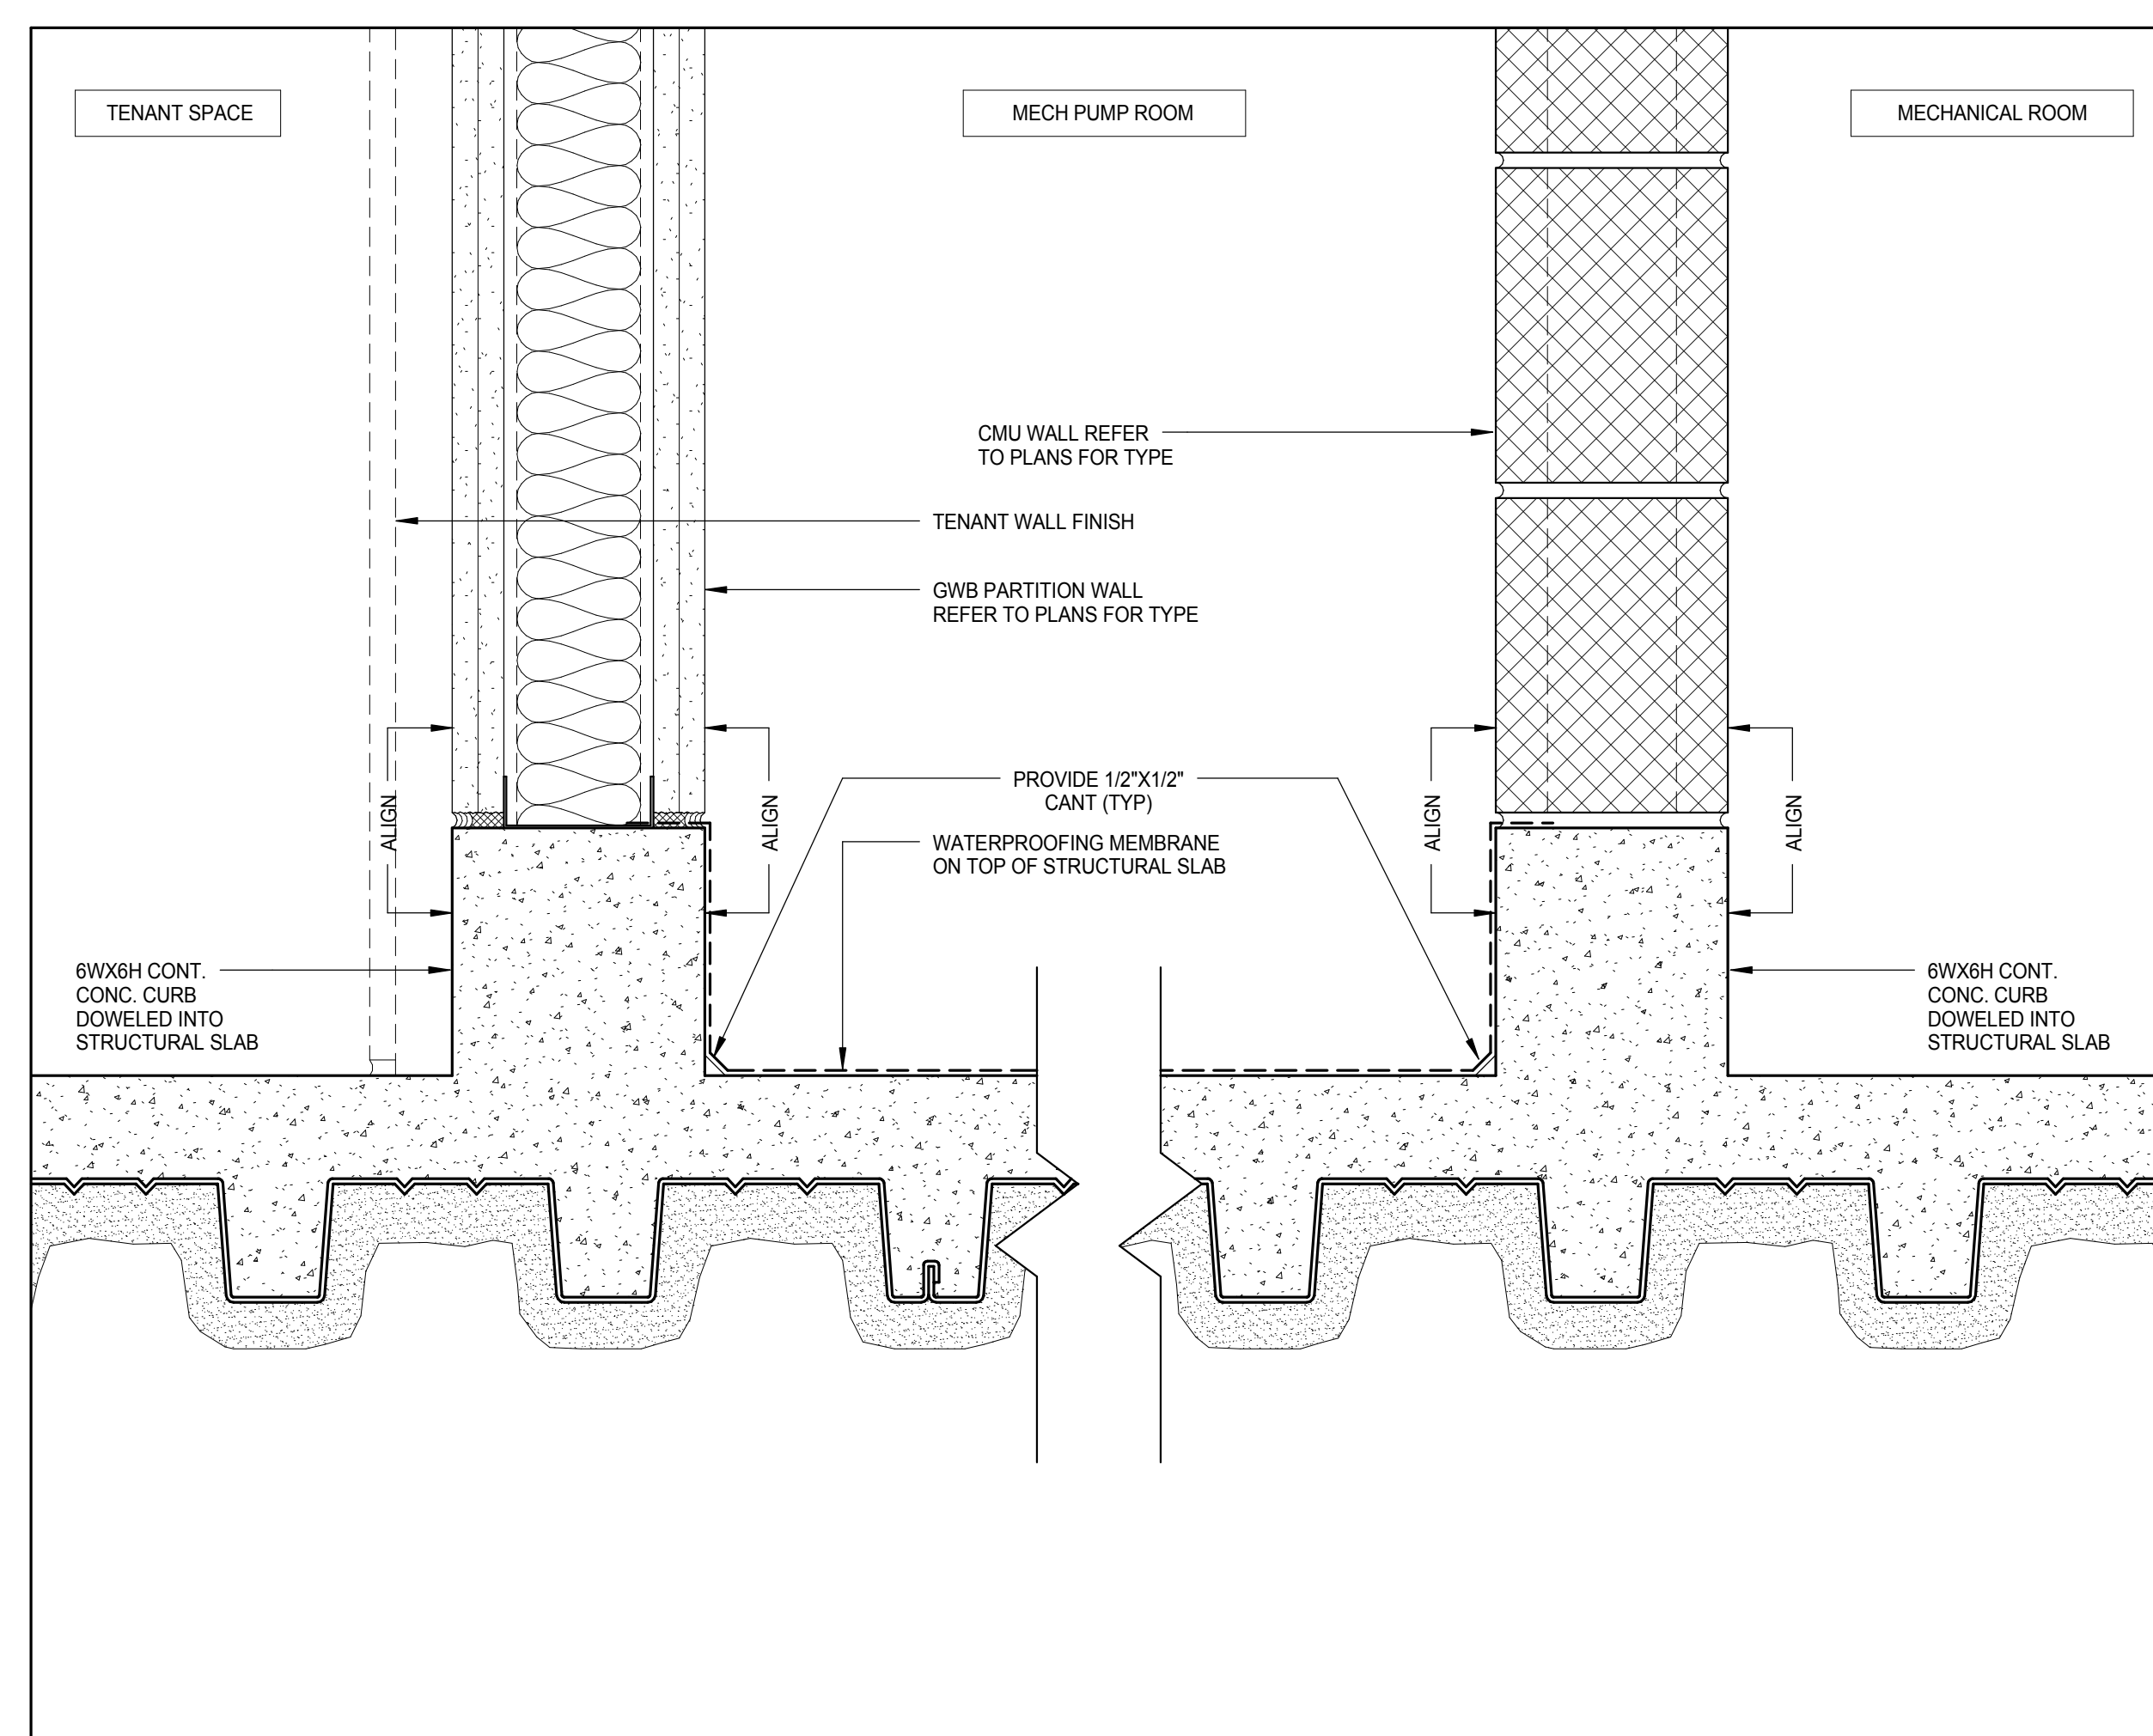 TENANT SPACE
MECH PUMP ROOM
MECHANICAL ROOM
CMU WALL REFER
TO PLANS FOR TYPE
TENANT WALL FINISH
GWB PARTITION WALL
REFER TO PLANS FOR TYPE
ALIGN
ALIGN
PROVIDE 1/2"X1/2"
CANT (TYP)
ALIGN
ALIGN
WATERPROOFING MEMBRANE
ON TOP OF STRUCTURAL SLAB
6WX6H CONT.
CONC. CURB
DOWELED INTO
STRUCTURAL SLAB
6WX6H CONT.
CONC. CURB
DOWELED INTO
STRUCTURAL SLAB